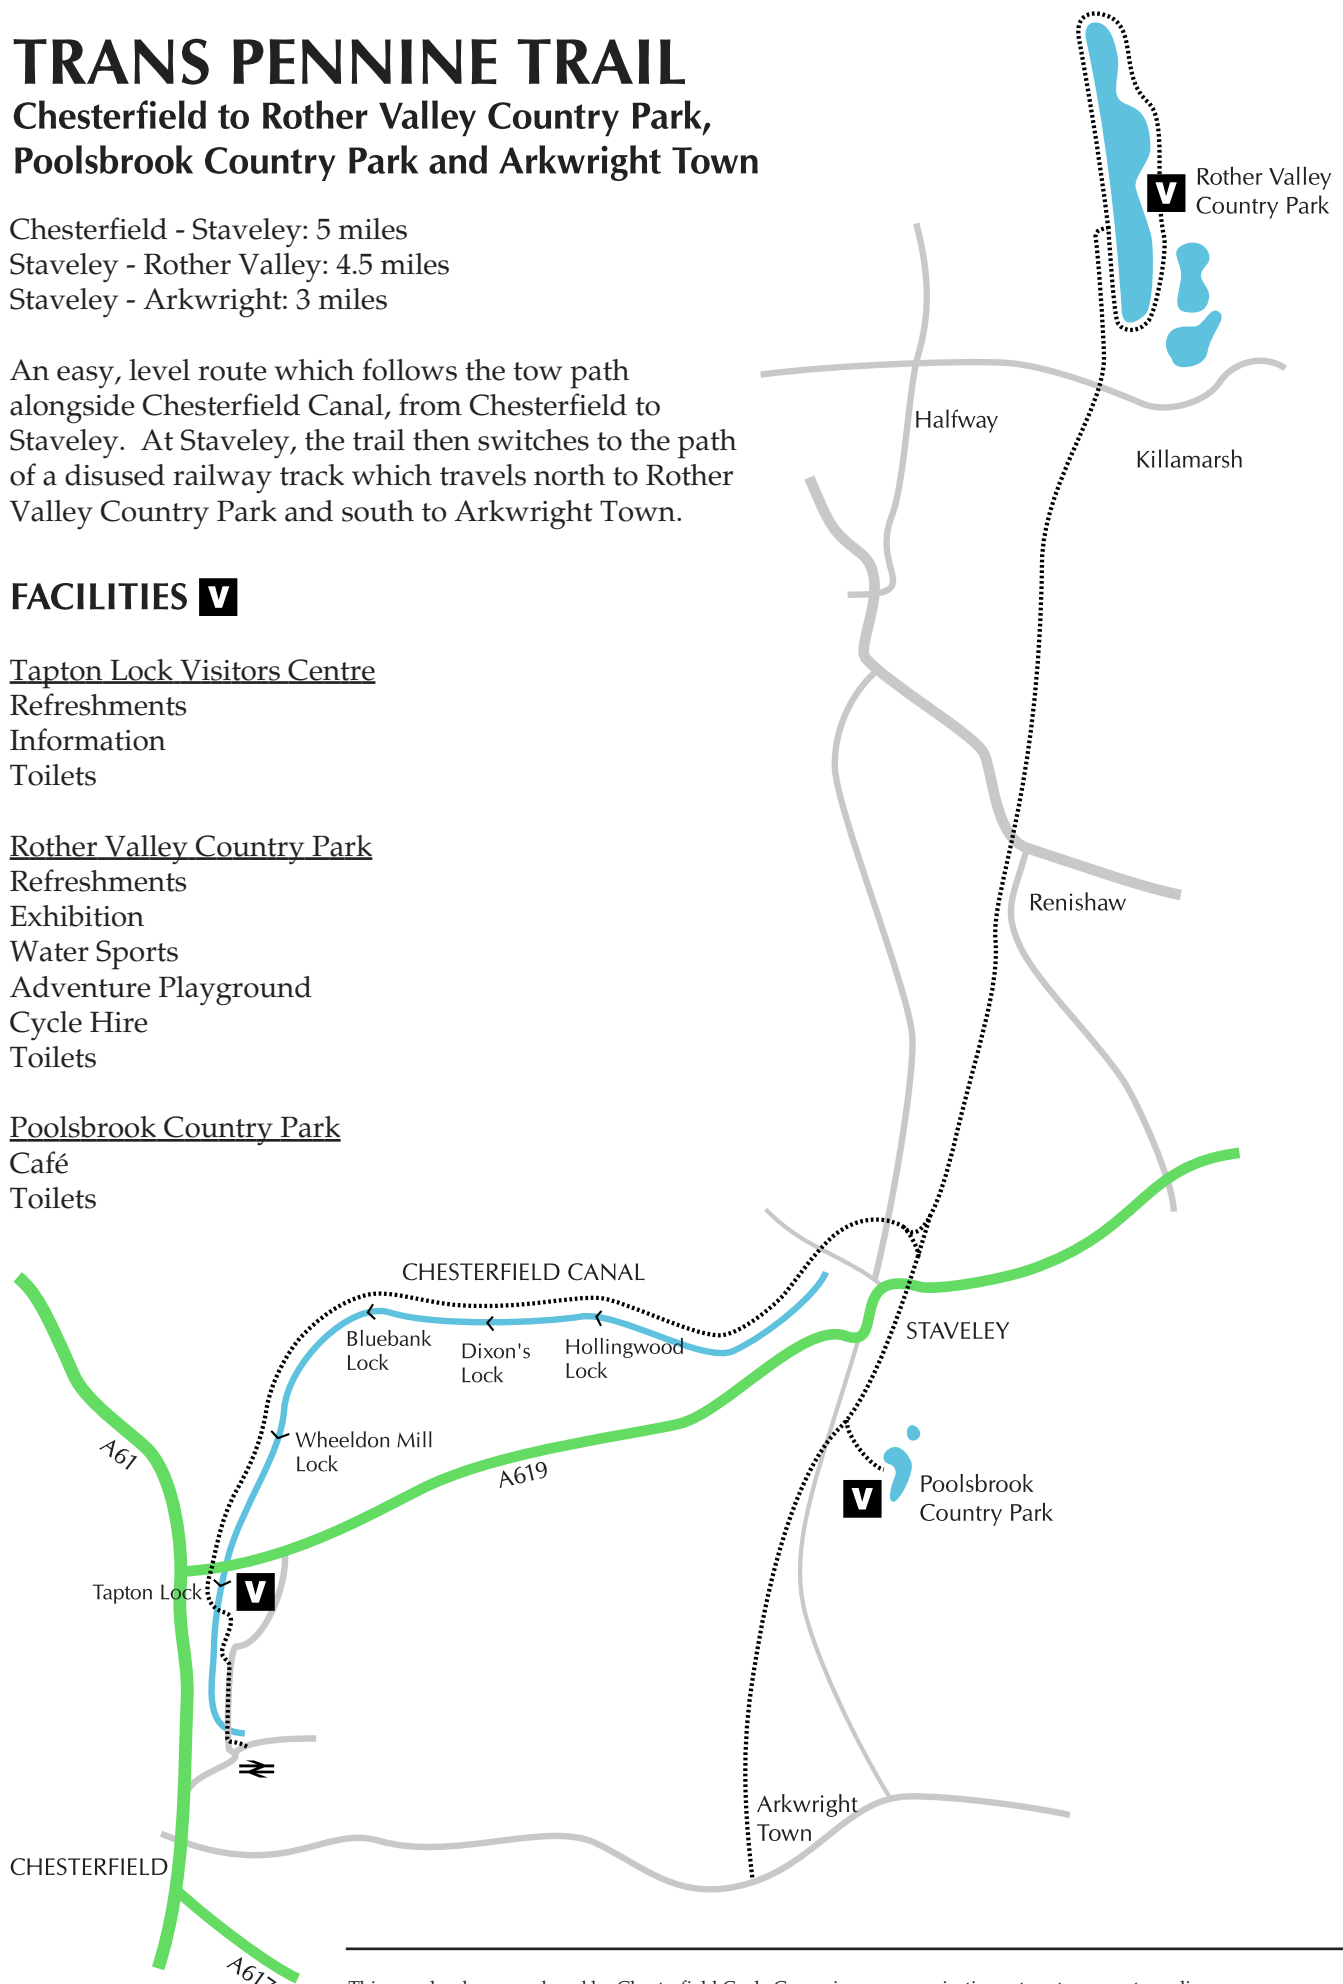 TRANS PENNINE TRAIL
Chesterfield to Rother Valley Country Park,
Poolsbrook Country Park and Arkwright Town
Chesterfield - Staveley: 5 miles
Staveley - Rother Valley: 4.5 miles
Staveley - Arkwright: 3 miles
An easy, level route which follows the tow path
alongside Chesterfield Canal, from Chesterfield to
Staveley.  At Staveley, the trail then switches to the path
of a disused railway track which travels north to Rother
Valley Country Park and south to Arkwright Town.
FACILITIES V
Tapton Lock Visitors Centre
Refreshments
Information
Toilets
Rother Valley Country Park
Refreshments
Exhibition
Water Sports
Adventure Playground
Cycle Hire
Toilets
Poolsbrook Country Park
Café
Toilets
V
Rother Valley
Country Park
Halfway
Killamarsh
Renishaw
CHESTERFIELD CANAL
Bluebank
Lock
Dixon's
Lock
Hollingwood
Lock
STAVELEY
Wheeldon Mill
Lock
A61
A619
V
Poolsbrook
Country Park
Tapton Lock
V
Arkwright
Town
CHESTERFIELD
A617